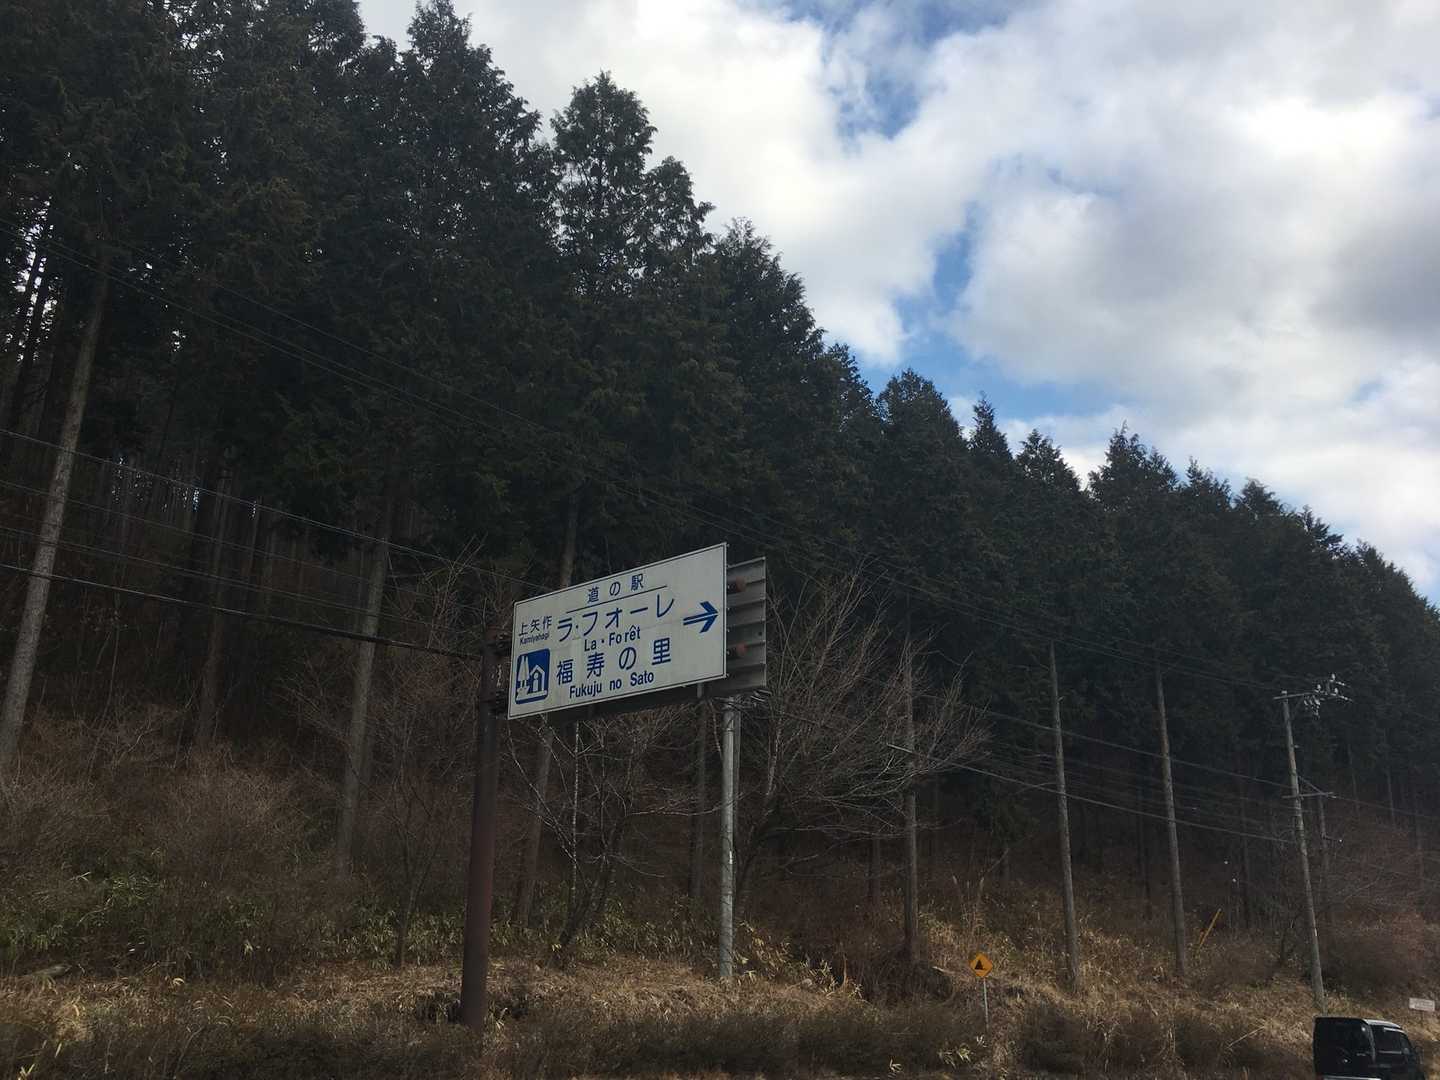 道の駅
上矢作
Kamiyahagi
ラ・フォーレ
La・Forêt
福寿の里
Fukuju no Sato